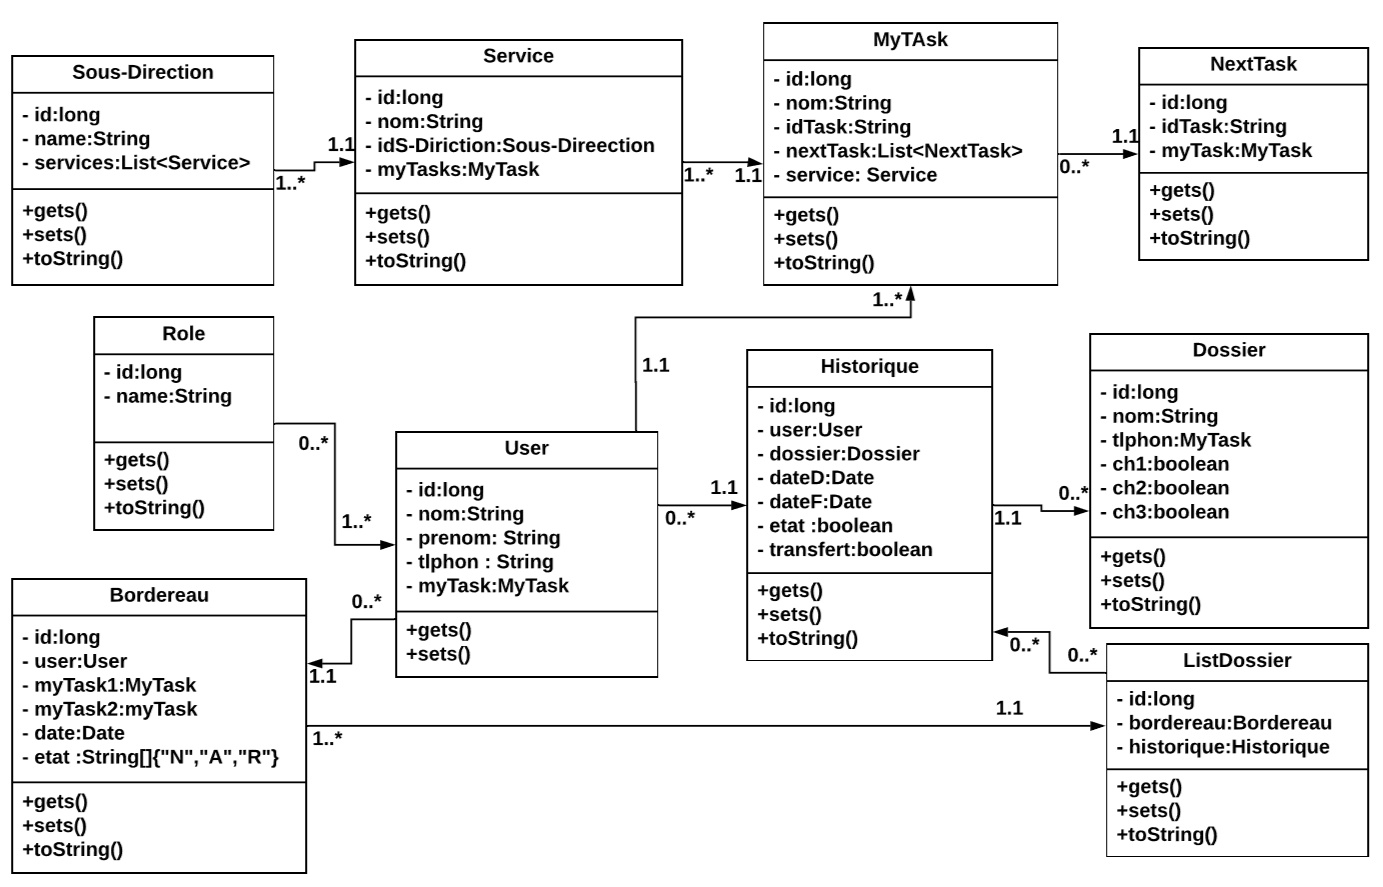 Sous-Direction
- id:long
- name:String
- services:List<Service>
+gets()
+sets()
+toString()
1..*
1.1
Service
- id:long
- nom:String
- idS-Diriction:Sous-Direection
- myTasks:MyTask
+gets()
+sets()
+toString()
1..*
1.1
MyTAsk
- id:long
- nom:String
- idTask:String
- nextTask:List<NextTask>
- service: Service
+gets()
+sets()
+toString()
0..*
1.1
NextTask
- id:long
- idTask:String
- myTask:MyTask
+gets()
+sets()
+toString()
1..*
1.1
Role
- id:long
- name:String
+gets()
+sets()
+toString()
0..*
1..*
User
- id:long
- nom:String
- prenom: String
- tlphon : String
- myTask:MyTask
+gets()
+sets()
0..*
1.1
Historique
- id:long
- user:User
- dossier:Dossier
- dateD:Date
- dateF:Date
- etat :boolean
- transfert:boolean
+gets()
+sets()
+toString()
1.1
0..*
Dossier
- id:long
- nom:String
- tlphon:MyTask
- ch1:boolean
- ch2:boolean
- ch3:boolean
+gets()
+sets()
+toString()
0..*
1.1
Bordereau
- id:long
- user:User
- myTask1:MyTask
- myTask2:myTask
- date:Date
- etat :String[]{"N","A","R"}
+gets()
+sets()
+toString()
1..*
1.1
0..*
0..*
ListDossier
- id:long
- bordereau:Bordereau
- historique:Historique
+gets()
+sets()
+toString()